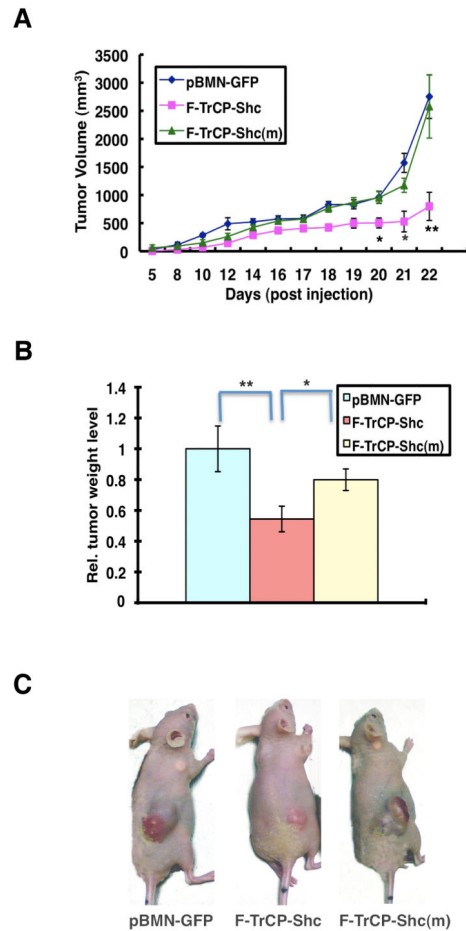 A
Tumor Volume (mm³)
3500
3000
2500
2000
1500
1000
500
0
pBMN-GFP
F-TrCP-Shc
F-TrCP-Shc(m)
* * **
5 8 10 12 14 16 17 18 19 20 21 22
Days (post injection)
B
Rel. tumor weight level
1.4
1.2
1
0.8
0.6
0.4
0.2
0
** *
pBMN-GFP
F-TrCP-Shc
F-TrCP-Shc(m)
C
pBMN-GFP F-TrCP-Shc F-TrCP-Shc(m)